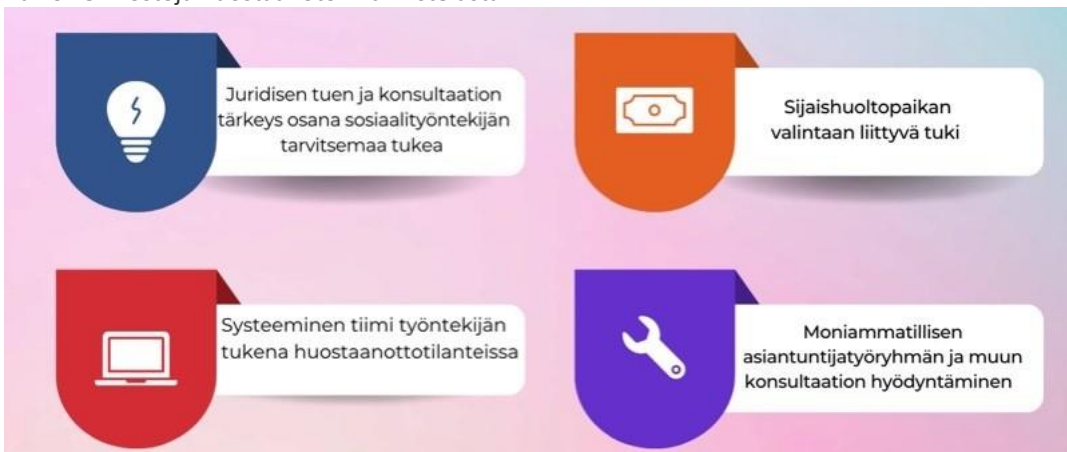 Juridisen tuen ja konsultaation
tärkeys osana sosiaalityöntekijän
tarvitsemaa tukea
Sijaishuoltopaikan
valintaan liittyvä tuki
Systeeminen tiimi työntekijän
tukena huostaanottotilanteissa
Moniammatillisen
asiantuntijatyöryhmän ja muun
konsultaation hyödyntäminen